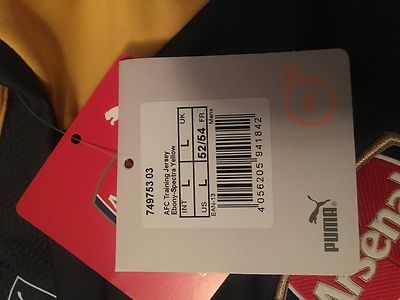 749753 03
AFC Training Jersey
Ebony-Spectra Yellow
INT L L UK
US L 52/54 FR
EAN-13
Mens
4 056205 941842
PUMA
Arsenal